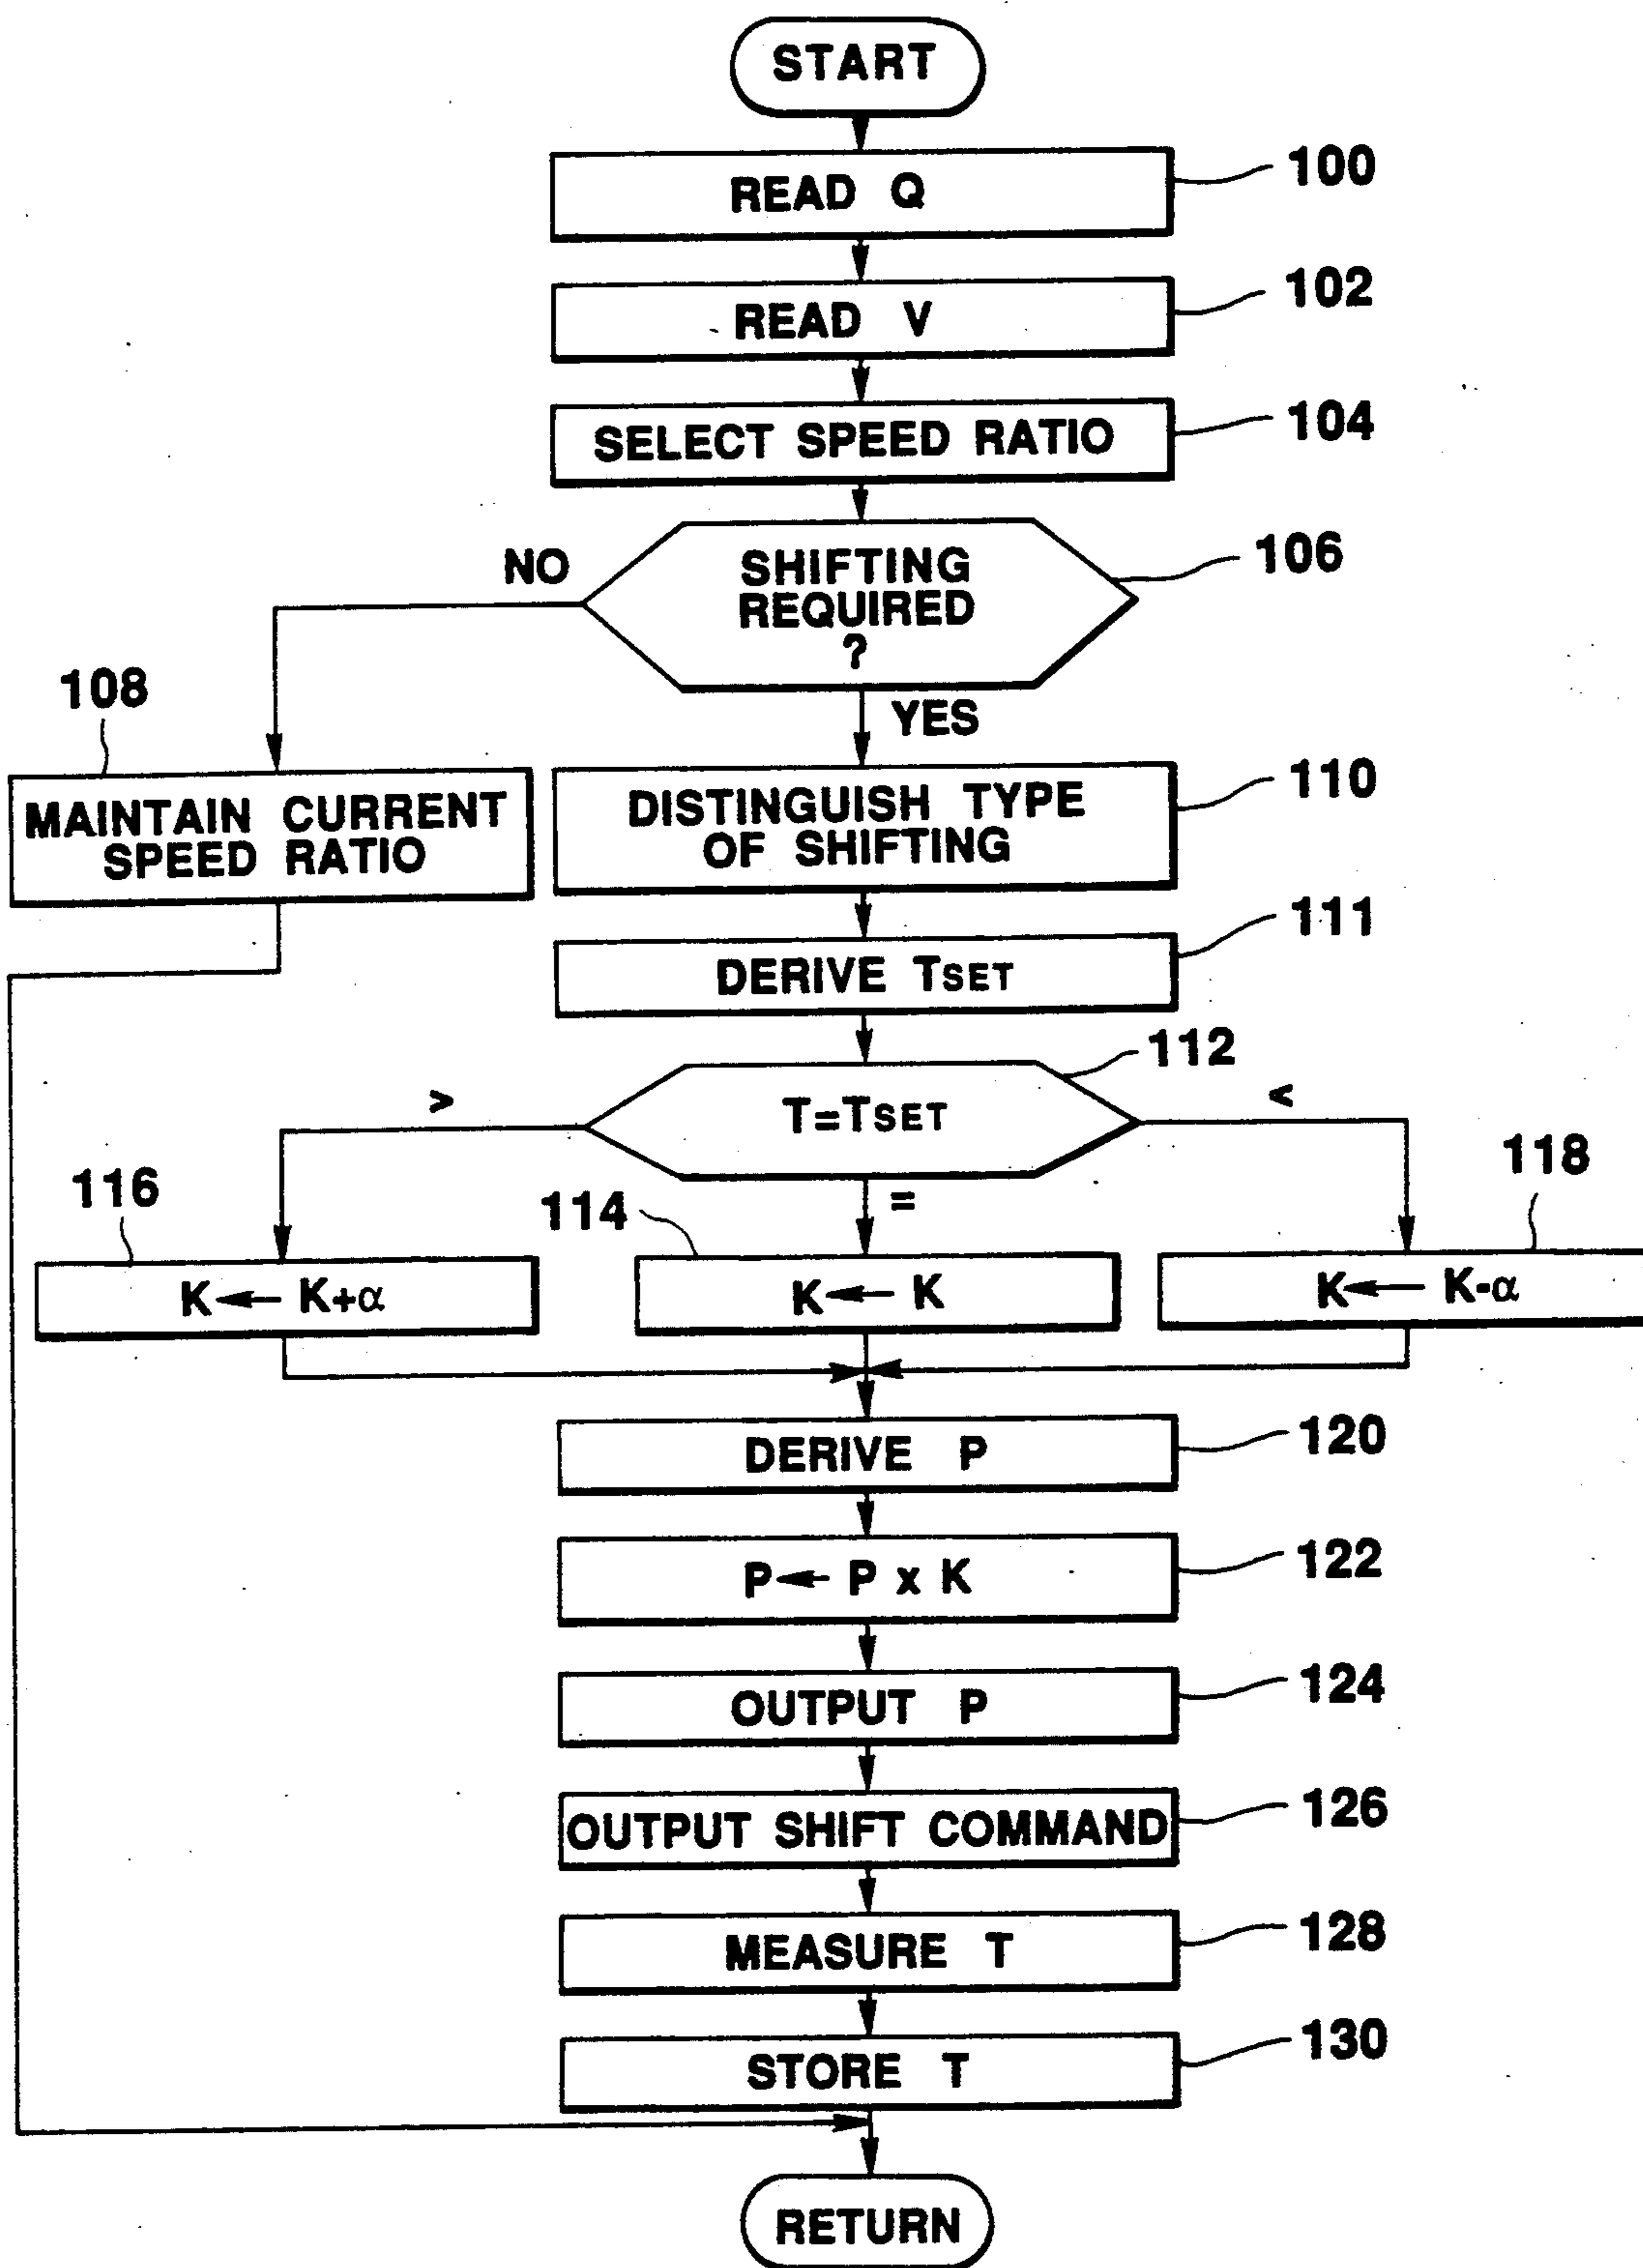 START
READ Q
100
READ V
102
SELECT SPEED RATIO
104
SHIFTING
REQUIRED
?
106
NO
YES
108
MAINTAIN CURRENT
SPEED RATIO
DISTINGUISH TYPE
OF SHIFTING
110
DERIVE TSET
111
T=TSET
112
>
=
<
116
K← K+α
114
K← K
118
K← K-α
DERIVE P
120
P← P x K
122
OUTPUT P
124
OUTPUT SHIFT COMMAND
126
MEASURE T
128
STORE T
130
RETURN